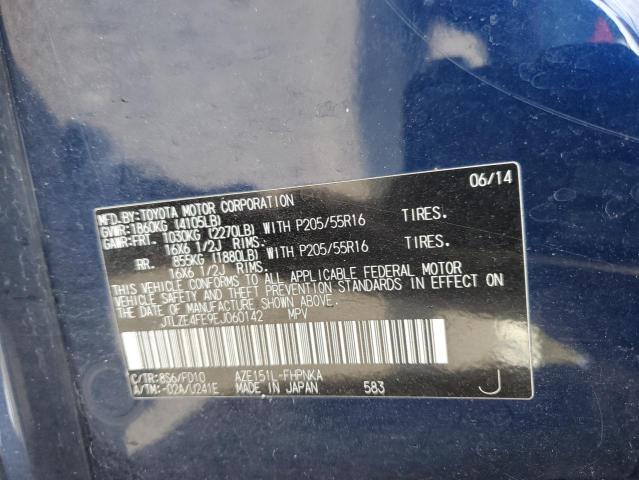 06/14
MFD.BY:TOYOTA MOTOR CORPORATION
GVWR:1860KG (4105LB)
GAWR:FRT. 1030KG (2270LB) WITH P205/55R16 TIRES.
16X6 1/2J RIMS.
RR. 855KG (1880LB) WITH P205/55R16 TIRES.
16X6 1/2J RIMS.
THIS VEHICLE CONFORMS TO ALL APPLICABLE FEDERAL MOTOR
VEHICLE SAFETY AND THEFT PREVENTION STANDARDS IN EFFECT ON
THE DATE OF MANUFACTURE SHOWN ABOVE.
JTLZE4FE9EJ060142 MPV
C/TR:8S6/FD10 AZE151L-FHPNKA
A/TM:-02A/U241E MADE IN JAPAN 583 J